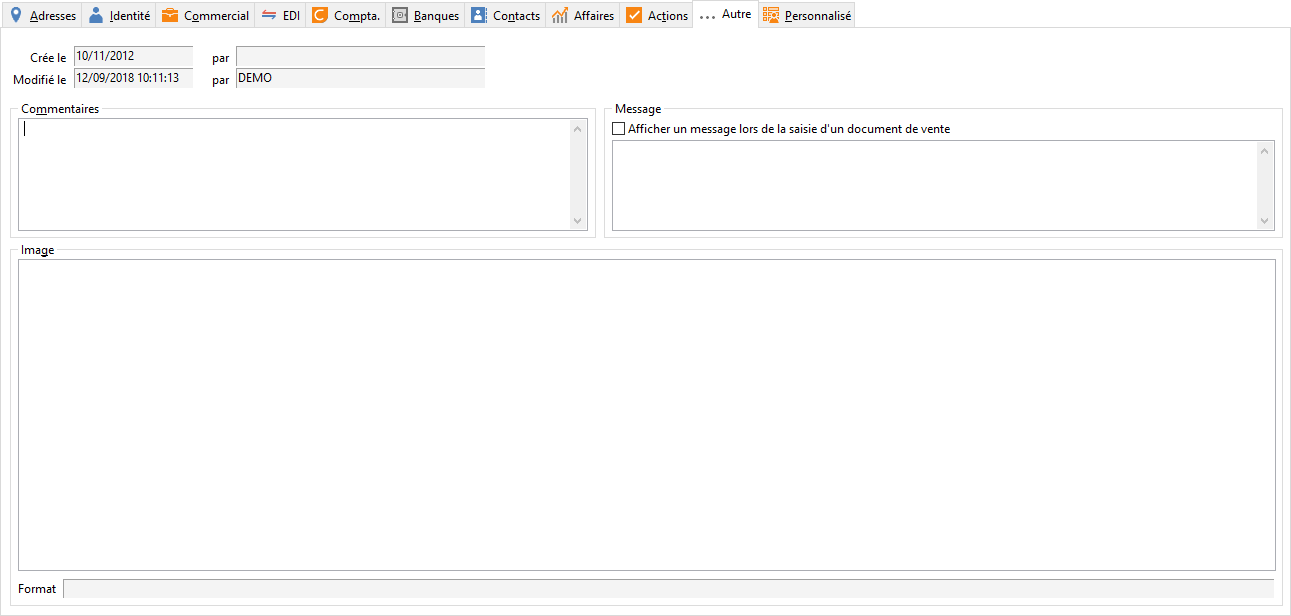 Adresses Identité Commercial EDI Compta. Banques Contacts Affaires Actions ... Autre Personnalisé
Crée le 10/11/2012 par
Modifié le 12/09/2018 10:11:13 par DEMO
Commentaires Message
Afficher un message lors de la saisie d'un document de vente
Image
Format